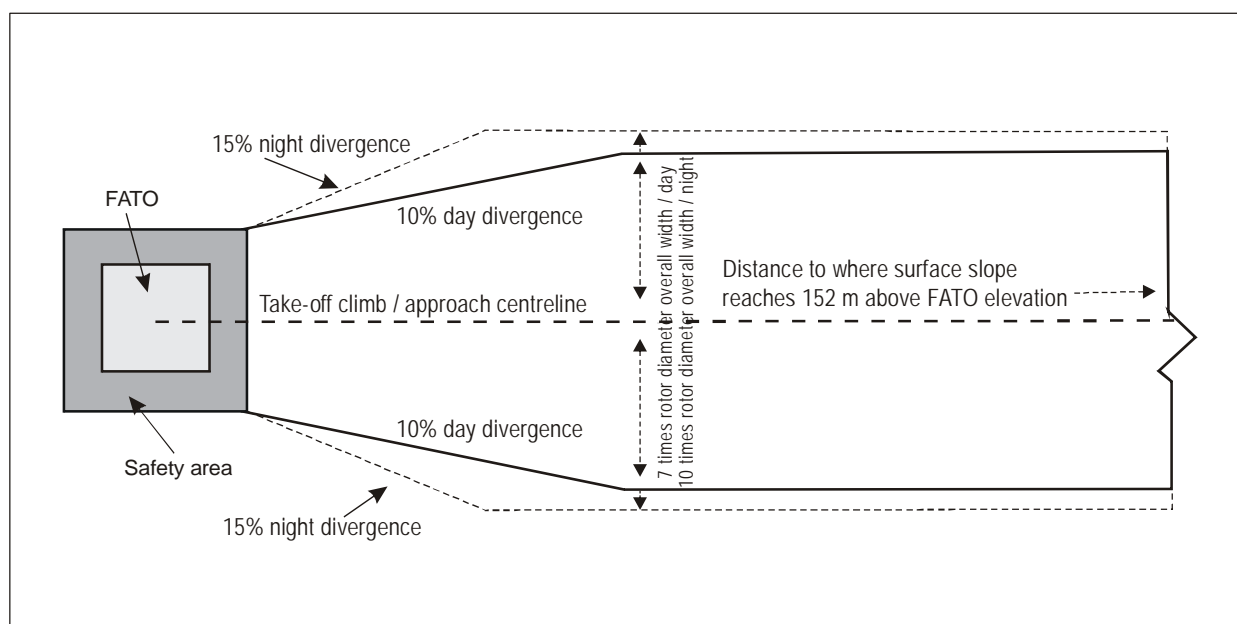 15% night divergence
FATO
10% day divergence
7 times rotor diameter overall width / day
10 times rotor diameter overall width / night
Distance to where surface slope
reaches 152 m above FATO elevation
Take-off climb / approach centreline
10% day divergence
Safety area
15% night divergence